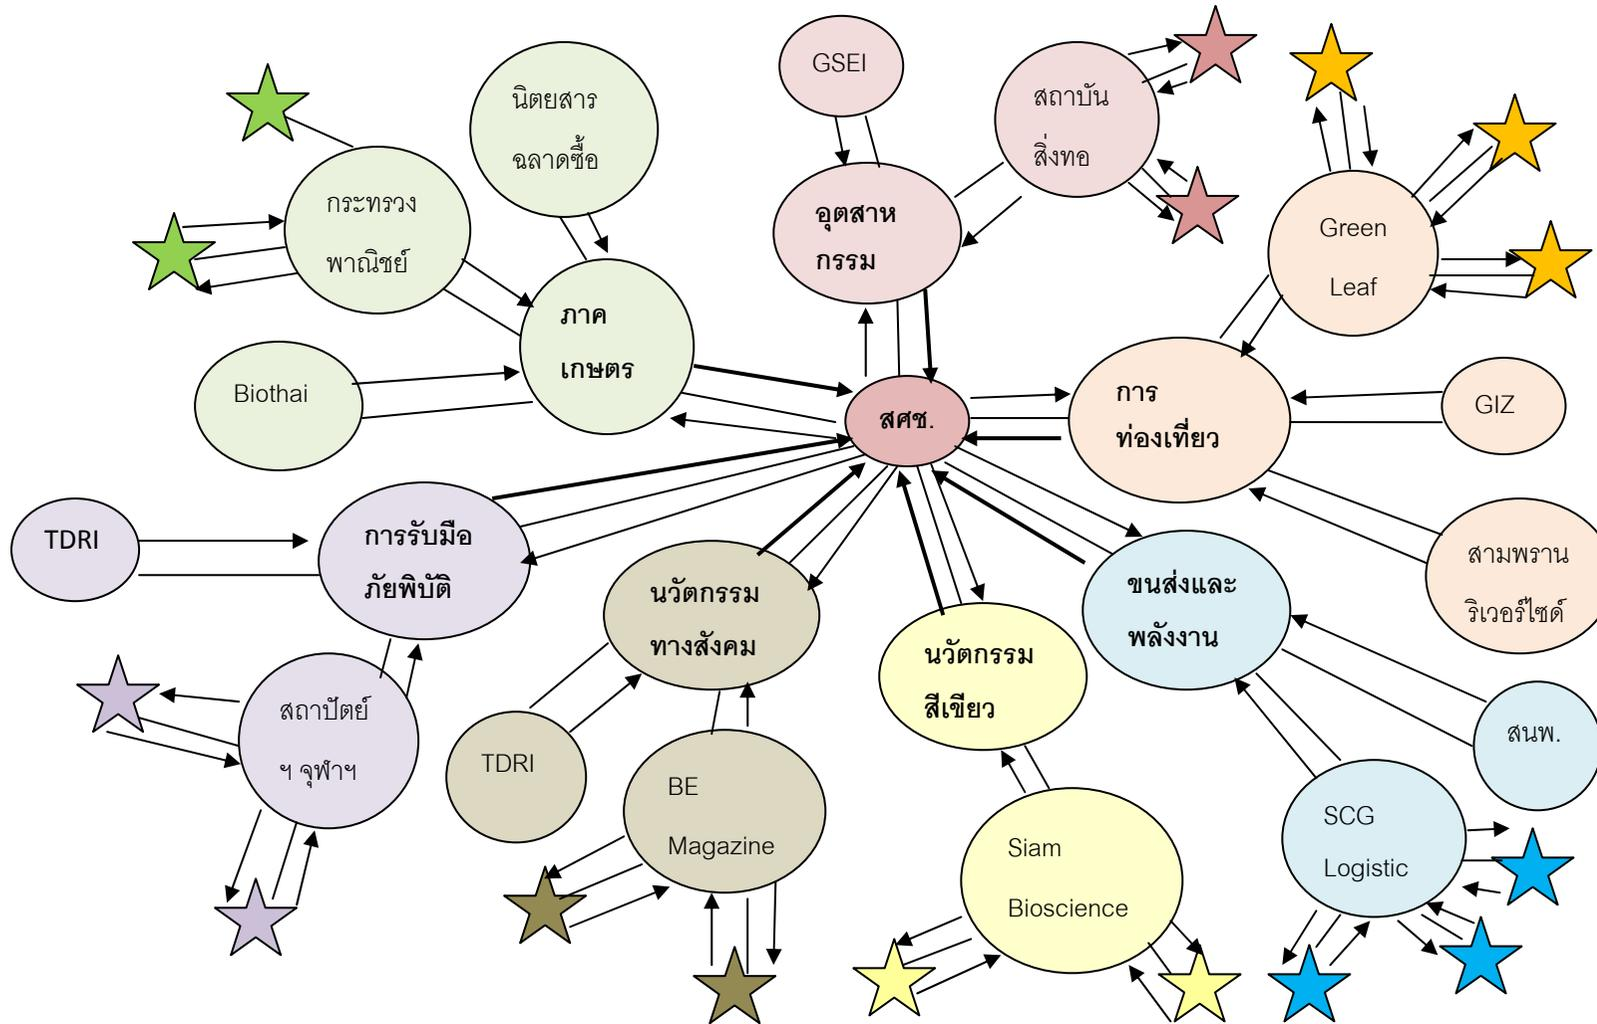 GSEI
นิตยสาร
ฉลาดซื้อ
สถาบัน
สิ่งทอ
กระทรวง
พาณิชย์
อุตสาห
กรรม
Green
Leaf
ภาค
เกษตร
Biothai
สศช.
การ
ท่องเที่ยว
GIZ
TDRI
การรับมือ
ภัยพิบัติ
นวัตกรรม
ทางสังคม
นวัตกรรม
สีเขียว
ขนส่งและ
พลังงาน
สามพราน
ริเวอร์ไซด์
สถาปัตย์
ฯ จุฬาฯ
TDRI
BE
Magazine
Siam
Bioscience
SCG
Logistic
สนพ.